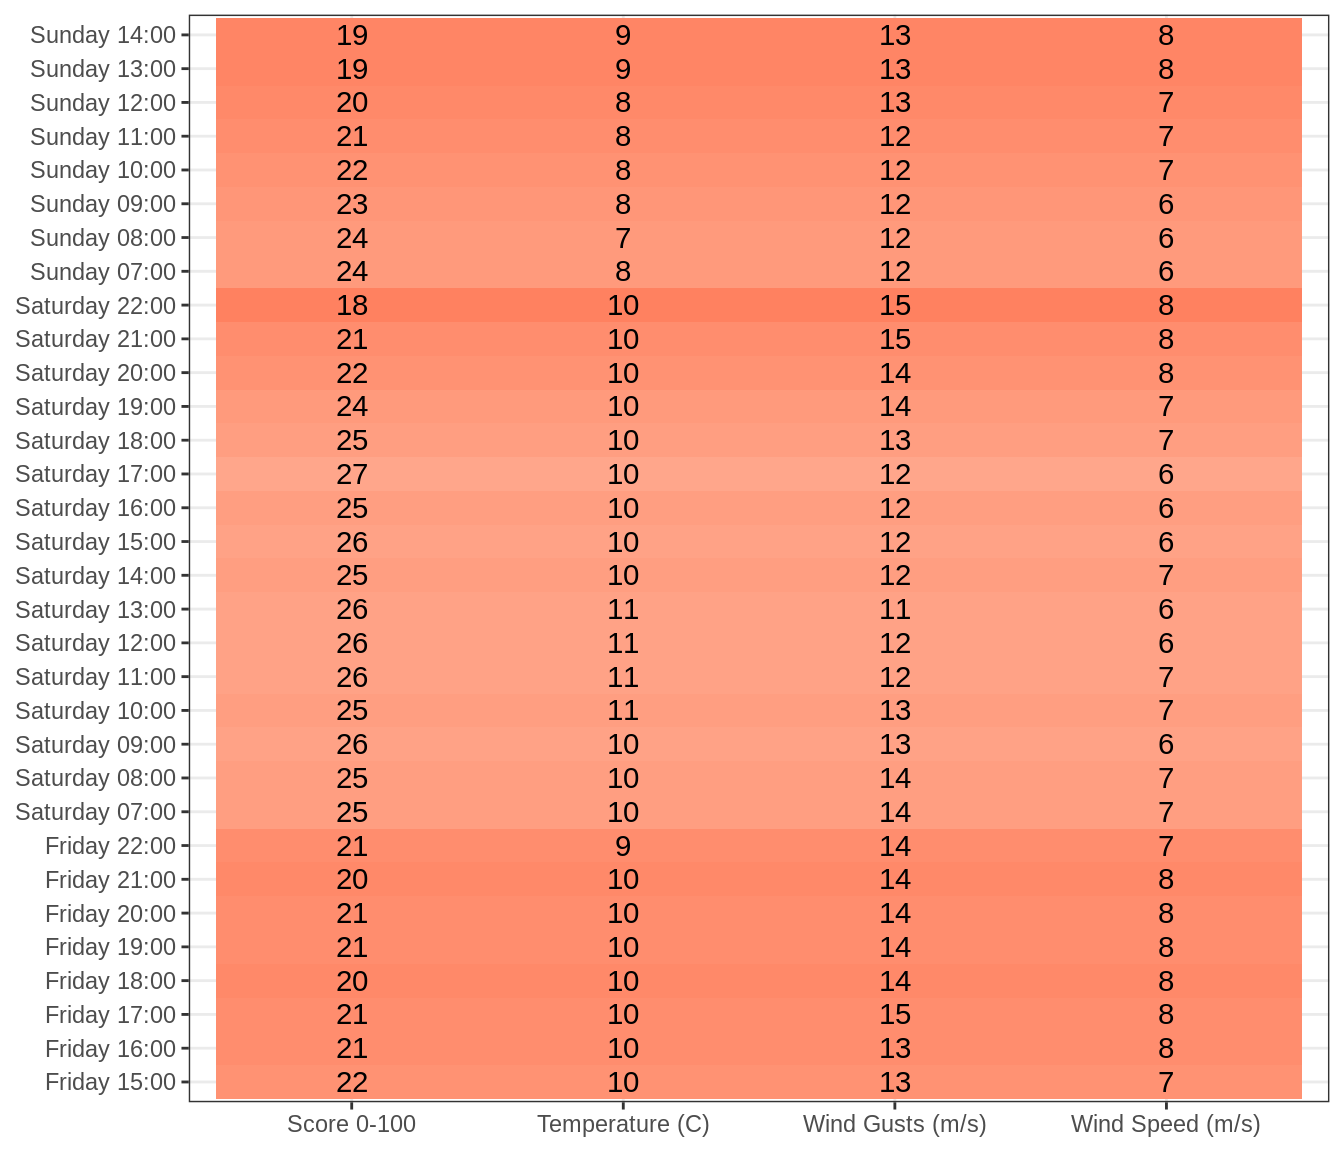 Sunday 14:00 19 9 13 8
Sunday 13:00 19 9 13 8
Sunday 12:00 20 8 13 7
Sunday 11:00 21 8 12 7
Sunday 10:00 22 8 12 7
Sunday 09:00 23 8 12 6
Sunday 08:00 24 7 12 6
Sunday 07:00 24 8 12 6
Saturday 22:00 18 10 15 8
Saturday 21:00 21 10 15 8
Saturday 20:00 22 10 14 8
Saturday 19:00 24 10 14 7
Saturday 18:00 25 10 13 7
Saturday 17:00 27 10 12 6
Saturday 16:00 25 10 12 6
Saturday 15:00 26 10 12 6
Saturday 14:00 25 10 12 7
Saturday 13:00 26 11 11 6
Saturday 12:00 26 11 12 6
Saturday 11:00 26 11 12 7
Saturday 10:00 25 11 13 7
Saturday 09:00 26 10 13 6
Saturday 08:00 25 10 14 7
Saturday 07:00 25 10 14 7
Friday 22:00 21 9 14 7
Friday 21:00 20 10 14 8
Friday 20:00 21 10 14 8
Friday 19:00 21 10 14 8
Friday 18:00 20 10 14 8
Friday 17:00 21 10 15 8
Friday 16:00 21 10 13 8
Friday 15:00 22 10 13 7
Score 0-100 Temperature (C) Wind Gusts (m/s) Wind Speed (m/s)